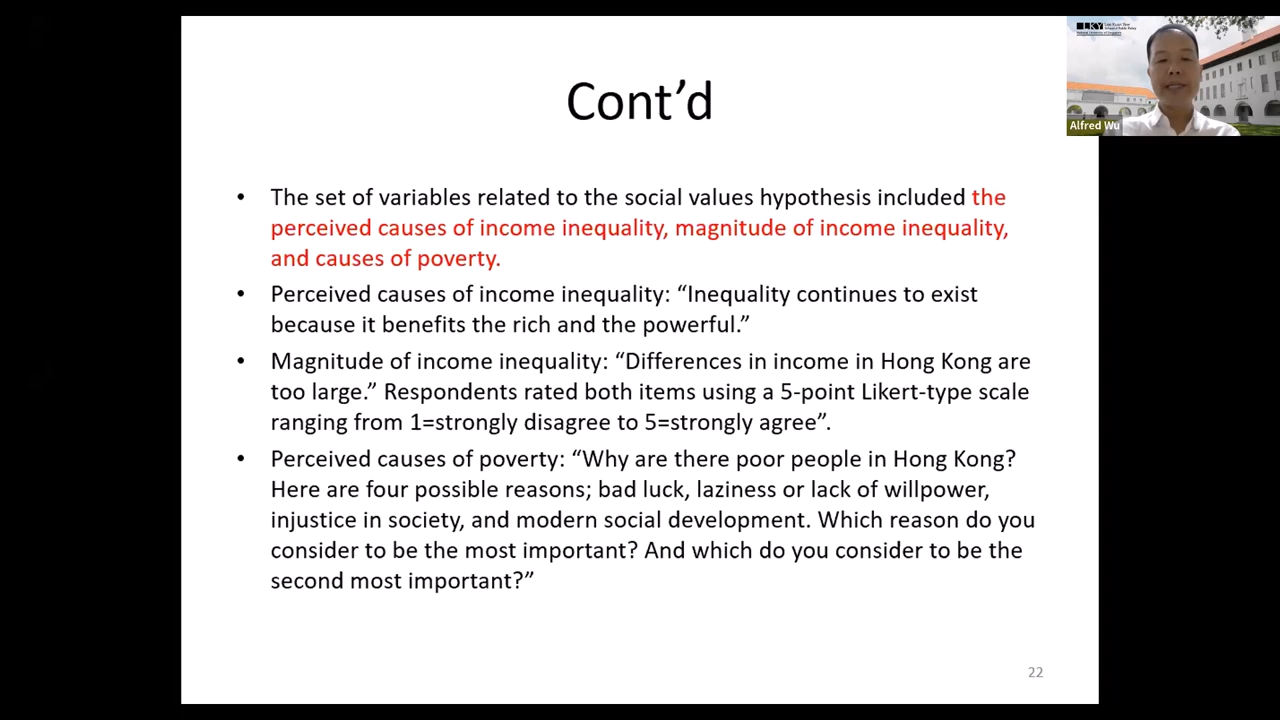 Cont’d
• The set of variables related to the social values hypothesis included the
perceived causes of income inequality, magnitude of income inequality,
and causes of poverty.
• Perceived causes of income inequality: “Inequality continues to exist
because it benefits the rich and the powerful.”
• Magnitude of income inequality: “Differences in income in Hong Kong are
too large.” Respondents rated both items using a 5-point Likert-type scale
ranging from 1=strongly disagree to 5=strongly agree”.
• Perceived causes of poverty: “Why are there poor people in Hong Kong?
Here are four possible reasons; bad luck, laziness or lack of willpower,
injustice in society, and modern social development. Which reason do you
consider to be the most important? And which do you consider to be the
second most important?”
22
LKY
Alfred Wu